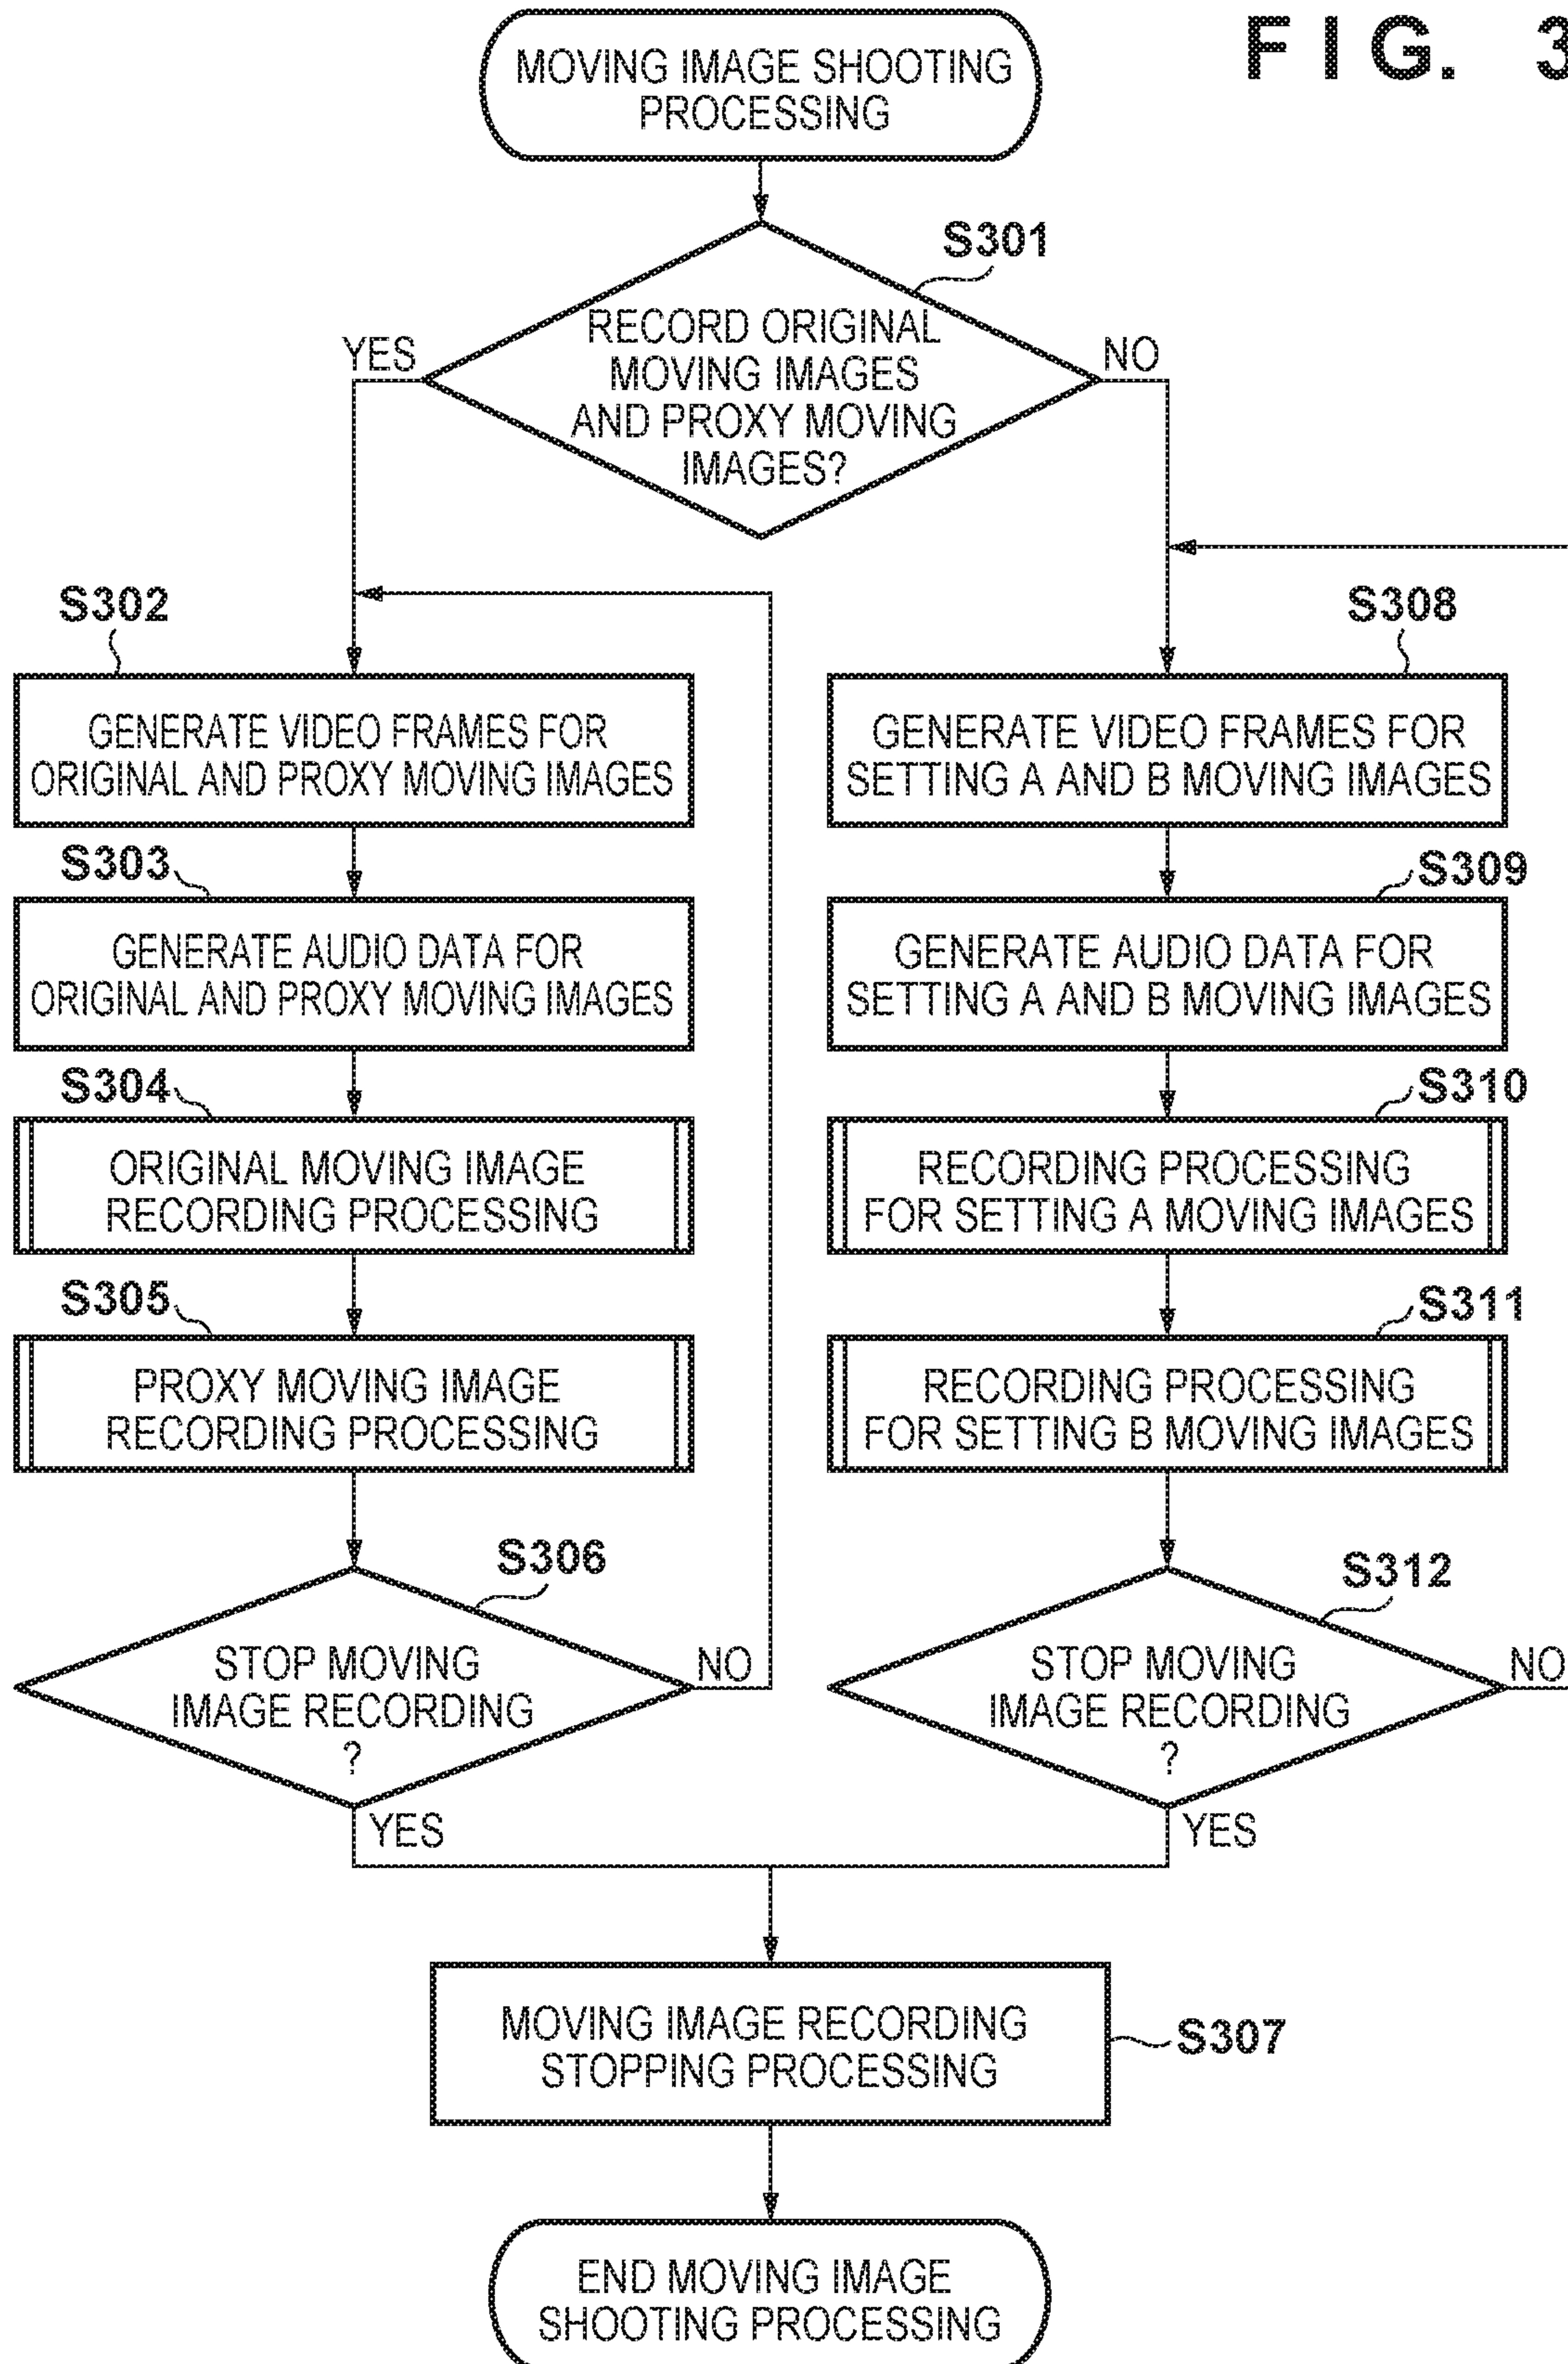 FIG. 3
MOVING IMAGE SHOOTING
PROCESSING
S301
RECORD ORIGINAL
MOVING IMAGES
AND PROXY MOVING
IMAGES?
YES
NO
S302
GENERATE VIDEO FRAMES FOR
ORIGINAL AND PROXY MOVING IMAGES
S303
GENERATE AUDIO DATA FOR
ORIGINAL AND PROXY MOVING IMAGES
S304
ORIGINAL MOVING IMAGE
RECORDING PROCESSING
S305
PROXY MOVING IMAGE
RECORDING PROCESSING
S306
STOP MOVING
IMAGE RECORDING
?
NO
YES
S308
GENERATE VIDEO FRAMES FOR
SETTING A AND B MOVING IMAGES
S309
GENERATE AUDIO DATA FOR
SETTING A AND B MOVING IMAGES
S310
RECORDING PROCESSING
FOR SETTING A MOVING IMAGES
S311
RECORDING PROCESSING
FOR SETTING B MOVING IMAGES
S312
STOP MOVING
IMAGE RECORDING
?
NO
YES
MOVING IMAGE RECORDING
STOPPING PROCESSING
S307
END MOVING IMAGE
SHOOTING PROCESSING